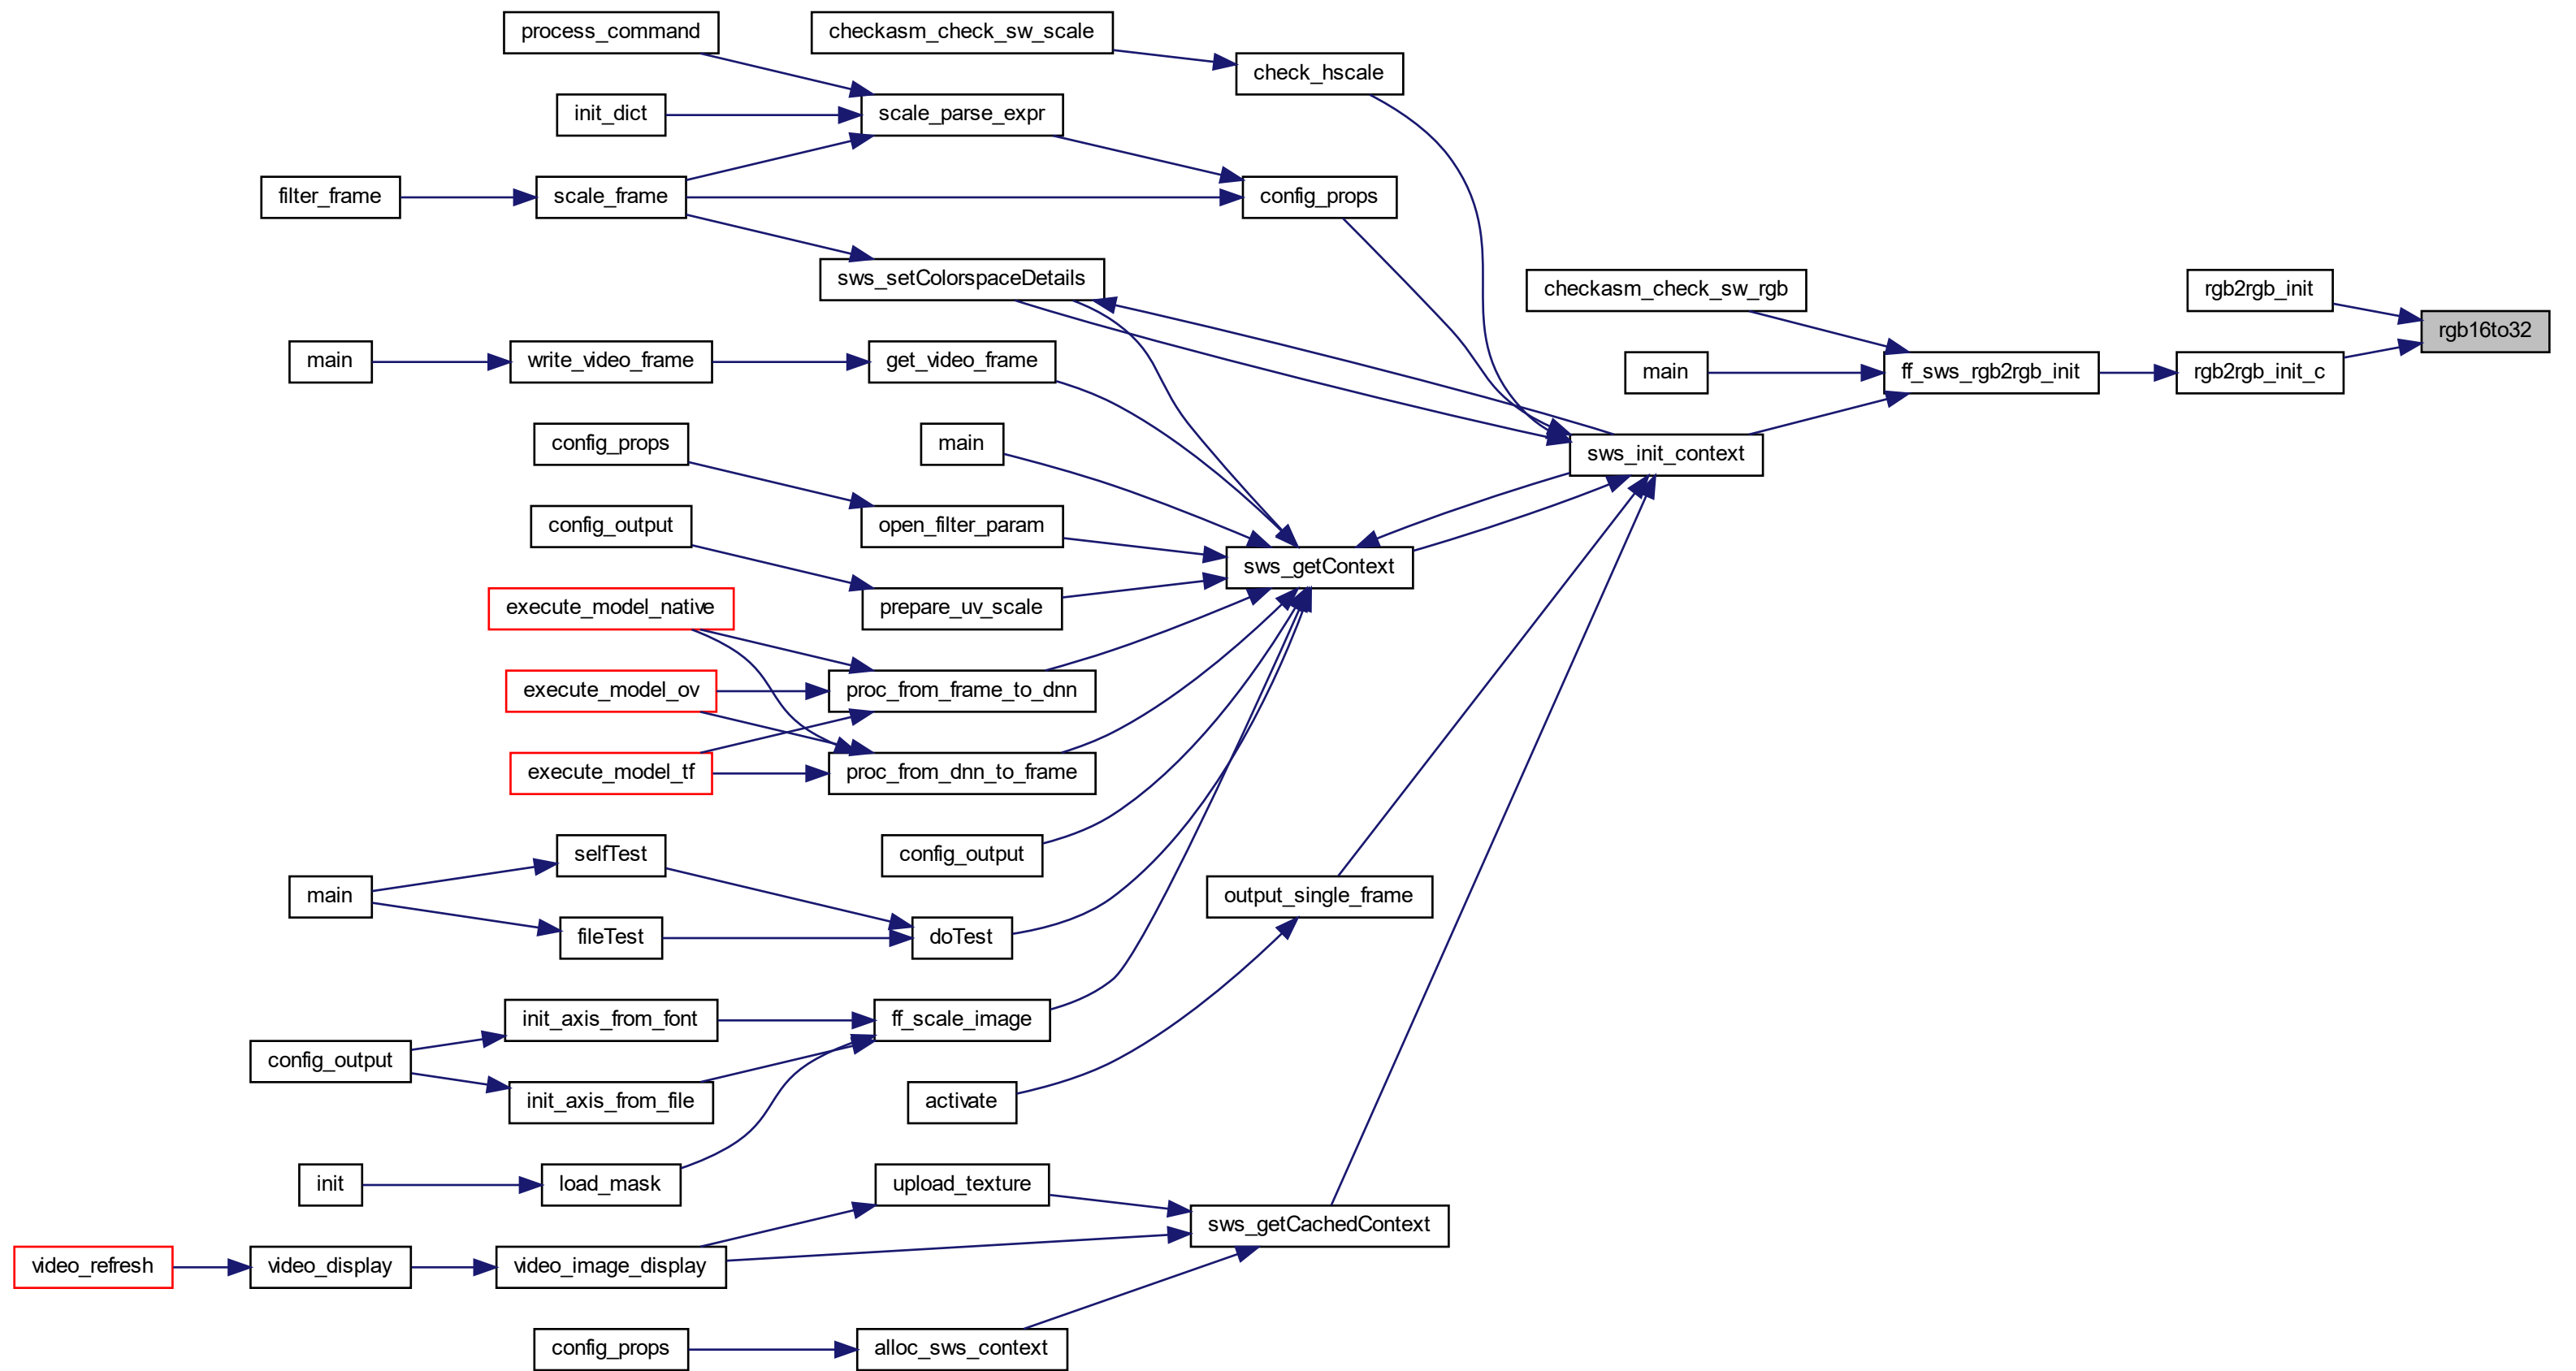 process_command
checkasm_check_sw_scale
check_hscale
init_dict
scale_parse_expr
filter_frame
scale_frame
config_props
sws_setColorspaceDetails
checkasm_check_sw_rgb
rgb2rgb_init
rgb16to32
main
write_video_frame
get_video_frame
main
ff_sws_rgb2rgb_init
rgb2rgb_init_c
config_props
main
sws_init_context
config_output
open_filter_param
sws_getContext
execute_model_native
prepare_uv_scale
execute_model_ov
proc_from_frame_to_dnn
execute_model_tf
proc_from_dnn_to_frame
selfTest
config_output
main
output_single_frame
fileTest
doTest
init_axis_from_font
ff_scale_image
config_output
init_axis_from_file
activate
init
load_mask
upload_texture
sws_getCachedContext
video_refresh
video_display
video_image_display
config_props
alloc_sws_context